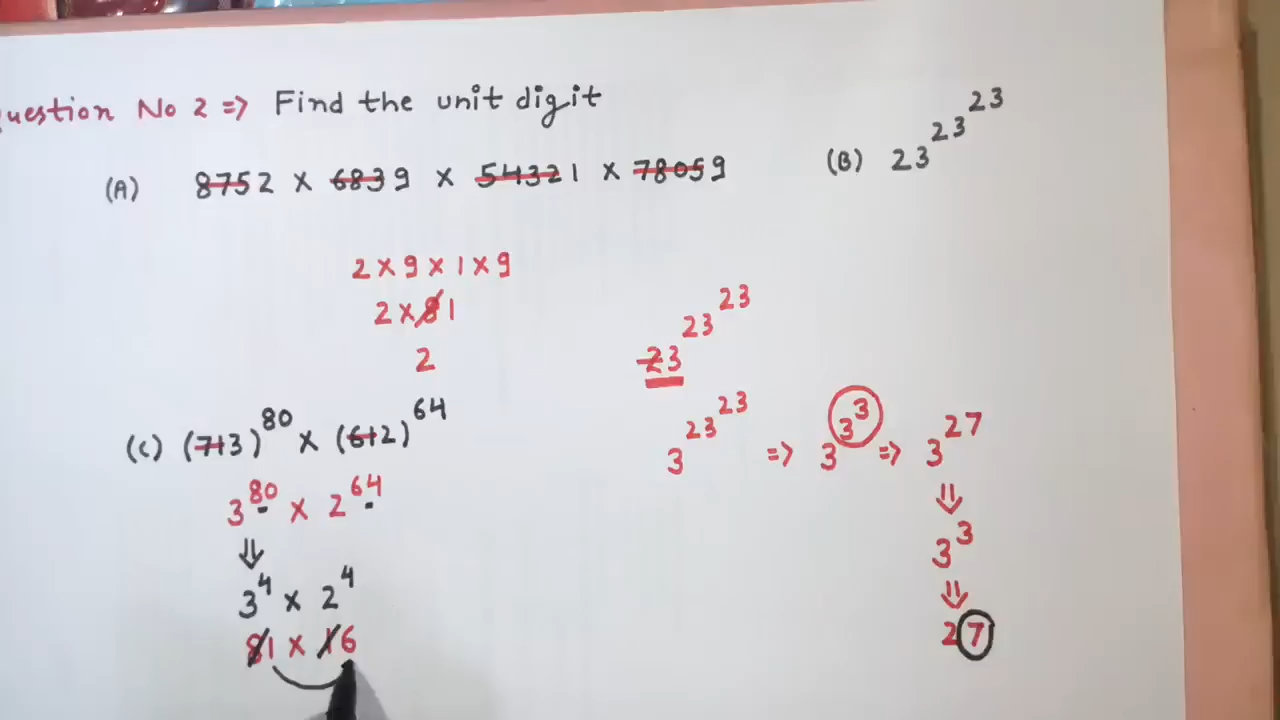 uestion No 2 => Find the unit digit
(A) 8752 × 6839 × 54321 × 78059
(B) 23^23^23
2 × 9 × 1 × 9
2 × 81
2
23^23^23
3^23^23 => 3^3^3 => 3^27
⇓
3^3
⇓
27
(C) (713)^80 × (612)^64
3^80 × 2^64
⇓
3^4 × 2^4
81 × 16